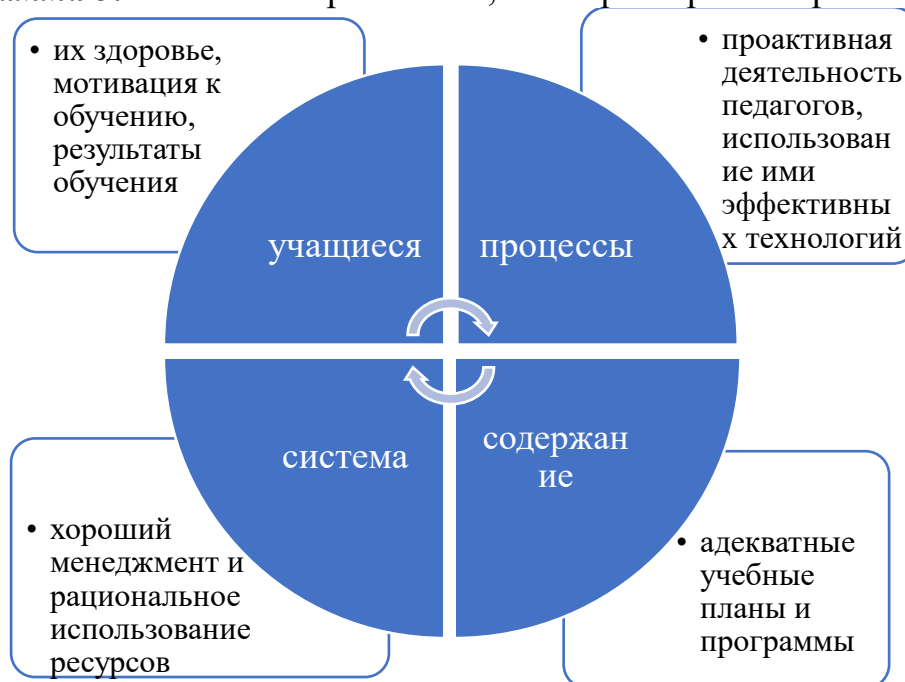 • их здоровье,
мотивация к
обучению,
результаты
обучения
• проактивная
деятельность
педагогов,
использован
ие ими
эффективны
х технологий
учащиеся
процессы
система
содержан
ие
• хороший
менеджмент и
рациональное
использование
ресурсов
• адекватные
учебные
планы и
программы